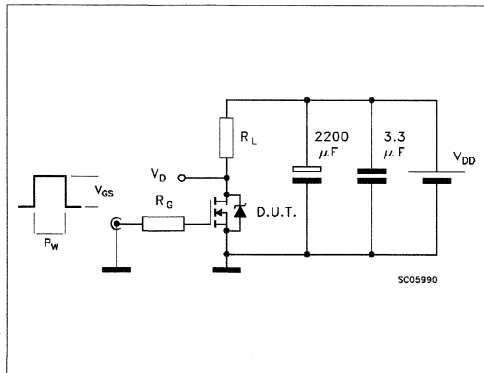 R_L
2200 μF
3.3 μF
V_DD
V_D
V_GS
R_G
D.U.T.
P_W
SC05990